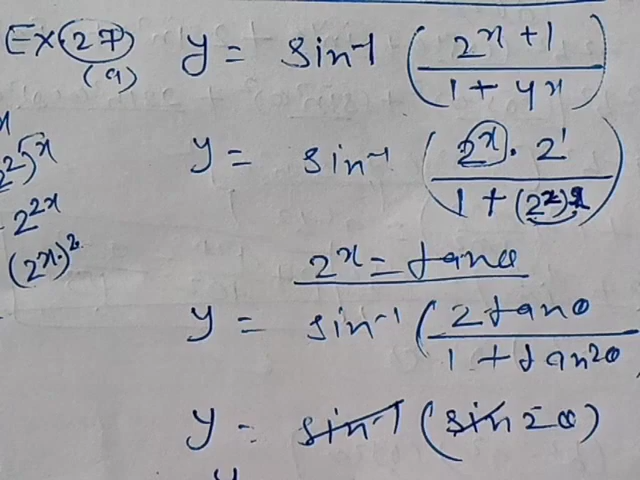 Ex 27 y = sin⁻¹ (2ˣ⁺¹ / 1 + 4ˣ)
(a)
x
2²)ˣ y = sin⁻¹ (2ˣ · 2¹ / 1 + (2ˣ)²)
2²ˣ
(2ˣ)² 2ˣ = tanθ
y = sin⁻¹ (2tanθ / 1 + tan²θ
y = sin⁻¹ (sin2θ)
y